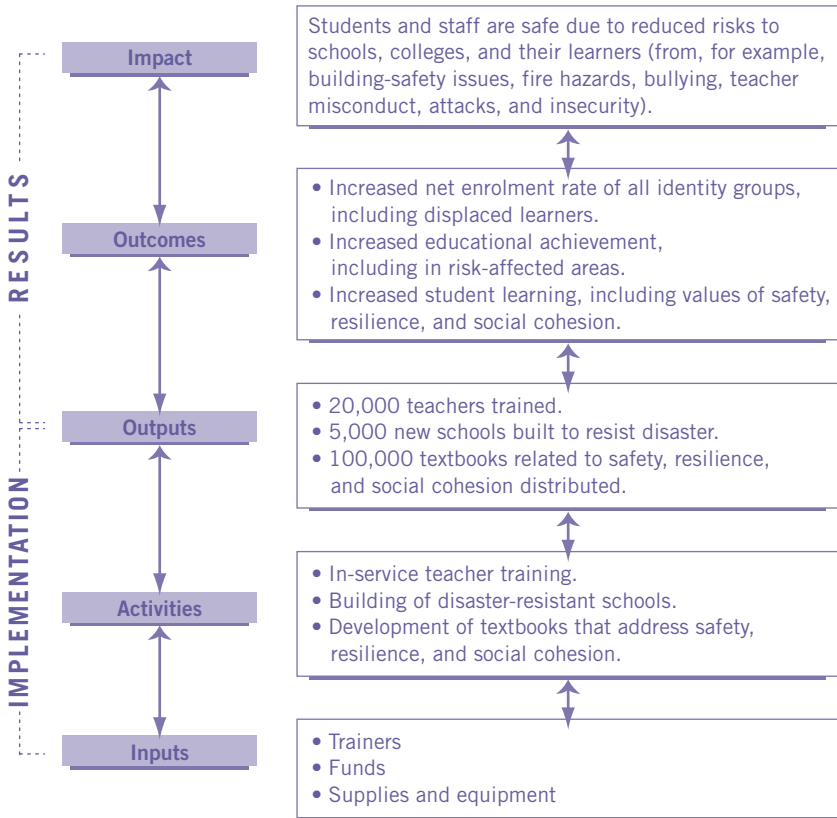 RESULTS
IMPLEMENTATION
Impact
Students and staff are safe due to reduced risks to
schools, colleges, and their learners (from, for example,
building-safety issues, fire hazards, bullying, teacher
misconduct, attacks, and insecurity).
Outcomes
• Increased net enrolment rate of all identity groups,
including displaced learners.
• Increased educational achievement,
including in risk-affected areas.
• Increased student learning, including values of safety,
resilience, and social cohesion.
Outputs
• 20,000 teachers trained.
• 5,000 new schools built to resist disaster.
• 100,000 textbooks related to safety, resilience,
and social cohesion distributed.
Activities
• In-service teacher training.
• Building of disaster-resistant schools.
• Development of textbooks that address safety,
resilience, and social cohesion.
Inputs
• Trainers
• Funds
• Supplies and equipment